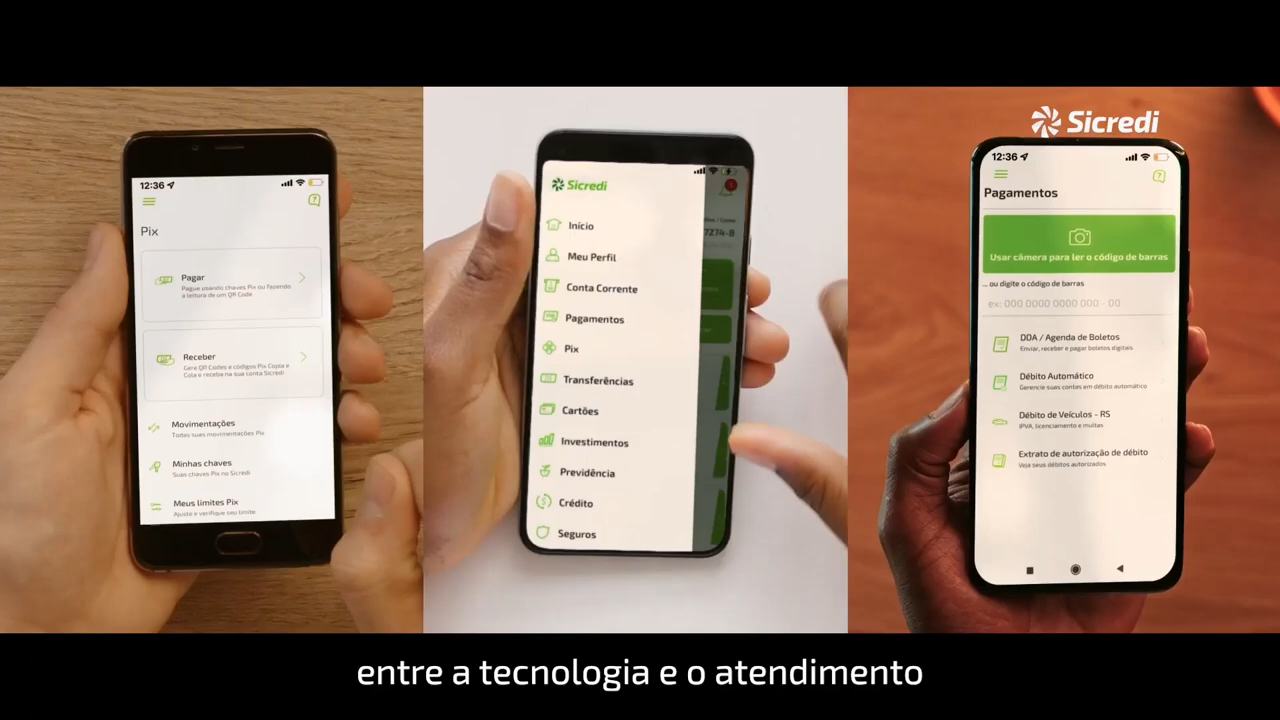 12:36
Pix
Pagar
Pague usando chaves Pix ou fazendo
a leitura de um QR Code
Receber
Gere QR Codes e códigos Pix Copia e
Cola e receba na sua conta Sicredi
Movimentações
Todas suas movimentações Pix
Minhas chaves
Suas chaves Pix no Sicredi
Meus limites Pix
Ajuste e verifique seu limite
Sicredi
Início
Meu Perfil
Conta Corrente
Pagamentos
Pix
Transferências
Cartões
Investimentos
Previdência
Crédito
Seguros
7274-8
Sicredi
12:36
Pagamentos
Usar câmera para ler o código de barras
... ou digite o código de barras
ex: 000 0000 0000 000 - 00
DDA / Agenda de Boletos
Enviar, receber e pagar boletos digitais
Débito Automático
Gerencie suas contas em débito automático
Débito de Veículos - RS
IPVA, licenciamento e multas
Extrato de autorização de débito
Veja seus débitos autorizados
entre a tecnologia e o atendimento